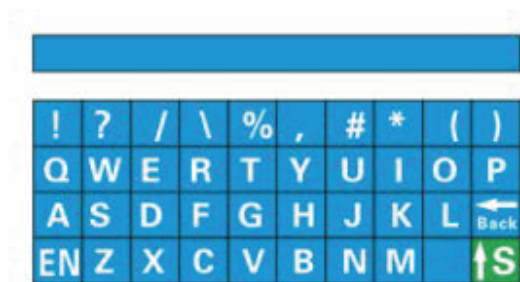 ! ? / \ % , # * ( )
Q W E R T Y U I O P
A S D F G H J K L Back
EN Z X C V B N M S